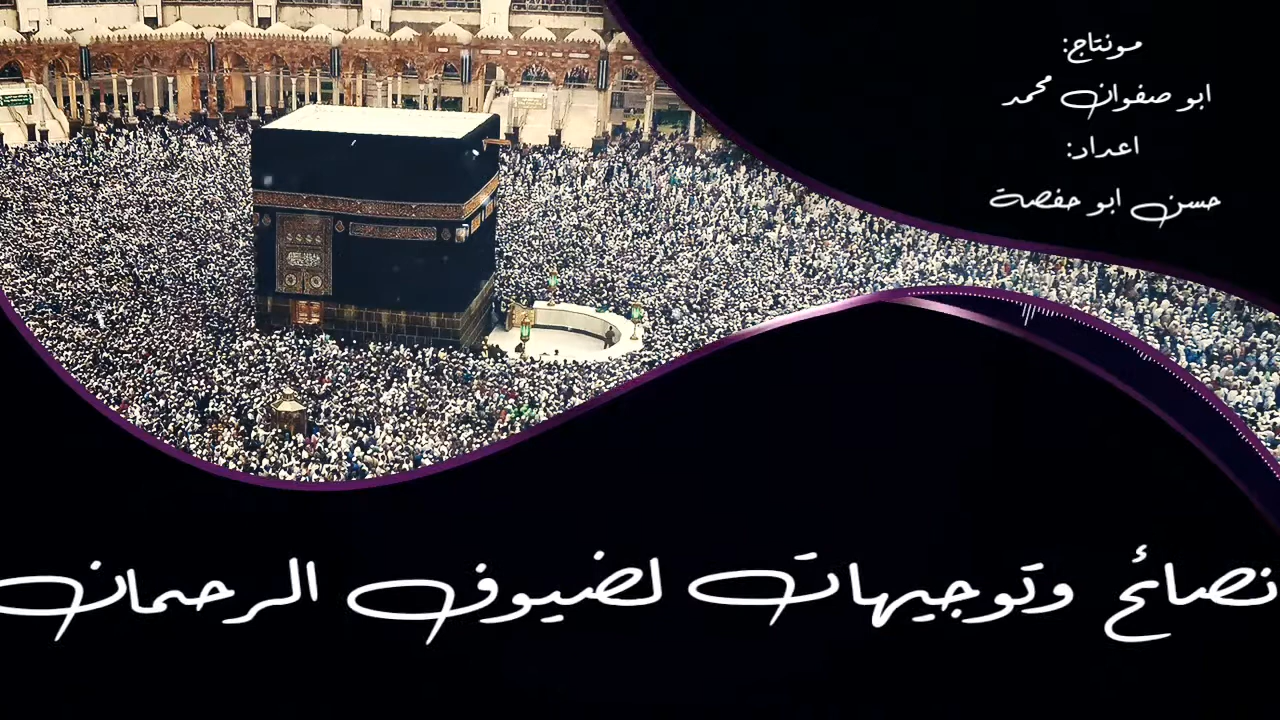 مونتاج:
ابو صفوان محمد
اعداد:
حسن ابو حفصة
نصائح وتوجيهات لضيوف الرحمان